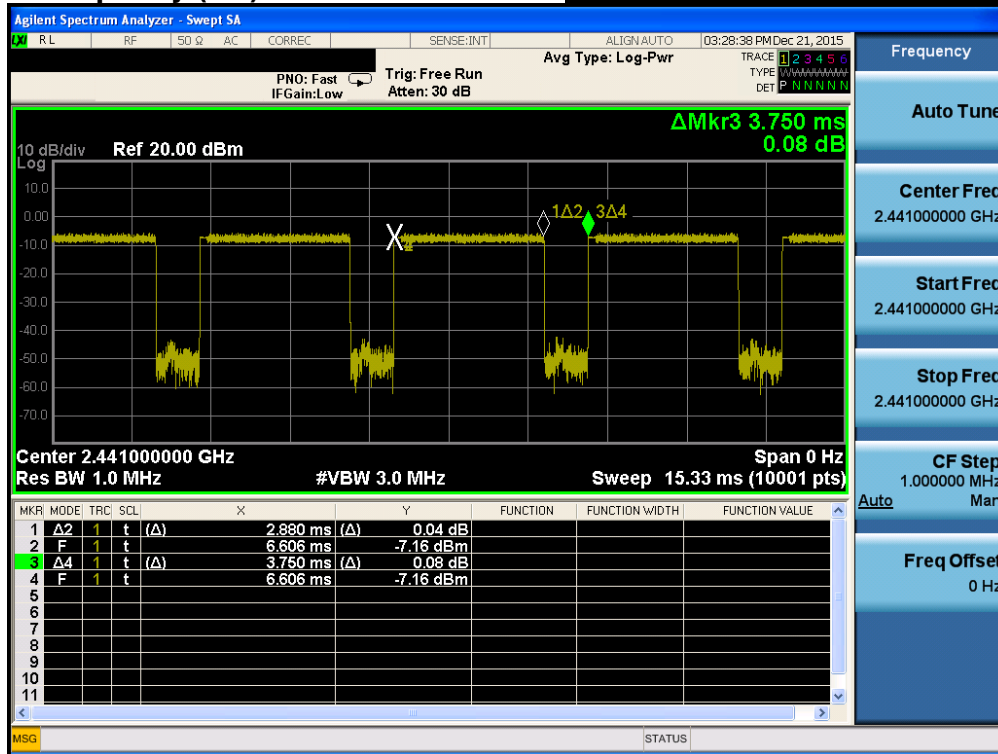 Agilent Spectrum Analyzer - Swept SA
LXI RL RF 50 Ω AC CORREC SENSE:INT ALIGN AUTO 03:28:38 PM Dec 21, 2015
Frequency
Avg Type: Log-Pwr
TRACE 1 2 3 4 5 6
PNO: Fast Trig: Free Run
TYPE
IFGain:Low Atten: 30 dB
DET P N N N N N
Auto Tune
ΔMkr3 3.750 ms
0.08 dB
10 dB/div Ref 20.00 dBm
Log
10.0
0.00
-10.0
-20.0
-30.0
-40.0
-50.0
-60.0
-70.0
1Δ2 3Δ4
X
Center Freq
2.441000000 GHz
Start Freq
2.441000000 GHz
Stop Freq
2.441000000 GHz
Center 2.441000000 GHz Span 0 Hz
Res BW 1.0 MHz #VBW 3.0 MHz Sweep 15.33 ms (10001 pts)
CF Step
1.000000 MHz
Auto Man
Freq Offset
0 Hz
MKR MODE TRC SCL X Y FUNCTION FUNCTION WIDTH FUNCTION VALUE
1 Δ2 1 t (Δ) 2.880 ms (Δ) 0.04 dB
2 F 1 t 6.606 ms -7.16 dBm
3 Δ4 1 t (Δ) 3.750 ms (Δ) 0.08 dB
4 F 1 t 6.606 ms -7.16 dBm
5
6
7
8
9
10
11
MSG STATUS